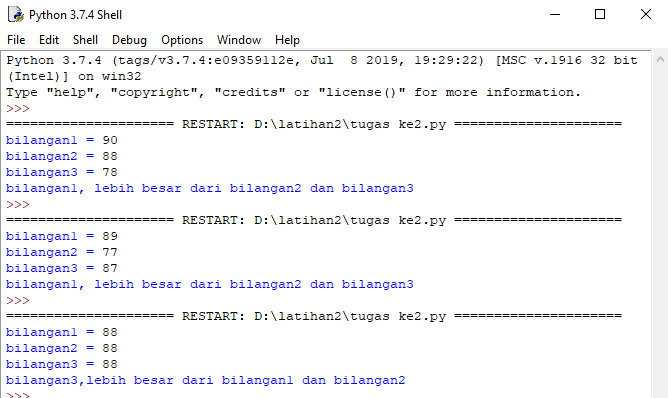 Python 3.7.4 Shell
File Edit Shell Debug Options Window Help
Python 3.7.4 (tags/v3.7.4:e09359112e, Jul  8 2019, 19:29:22) [MSC v.1916 32 bit
(Intel)] on win32
Type "help", "copyright", "credits" or "license()" for more information.
>>>
===================== RESTART: D:\latihan2\tugas ke2.py =====================
bilangan1 = 90
bilangan2 = 88
bilangan3 = 78
bilangan1, lebih besar dari bilangan2 dan bilangan3
>>>
===================== RESTART: D:\latihan2\tugas ke2.py =====================
bilangan1 = 89
bilangan2 = 77
bilangan3 = 87
bilangan1, lebih besar dari bilangan2 dan bilangan3
>>>
===================== RESTART: D:\latihan2\tugas ke2.py =====================
bilangan1 = 88
bilangan2 = 88
bilangan3 = 88
bilangan3,lebih besar dari bilangan1 dan bilangan2
>>>